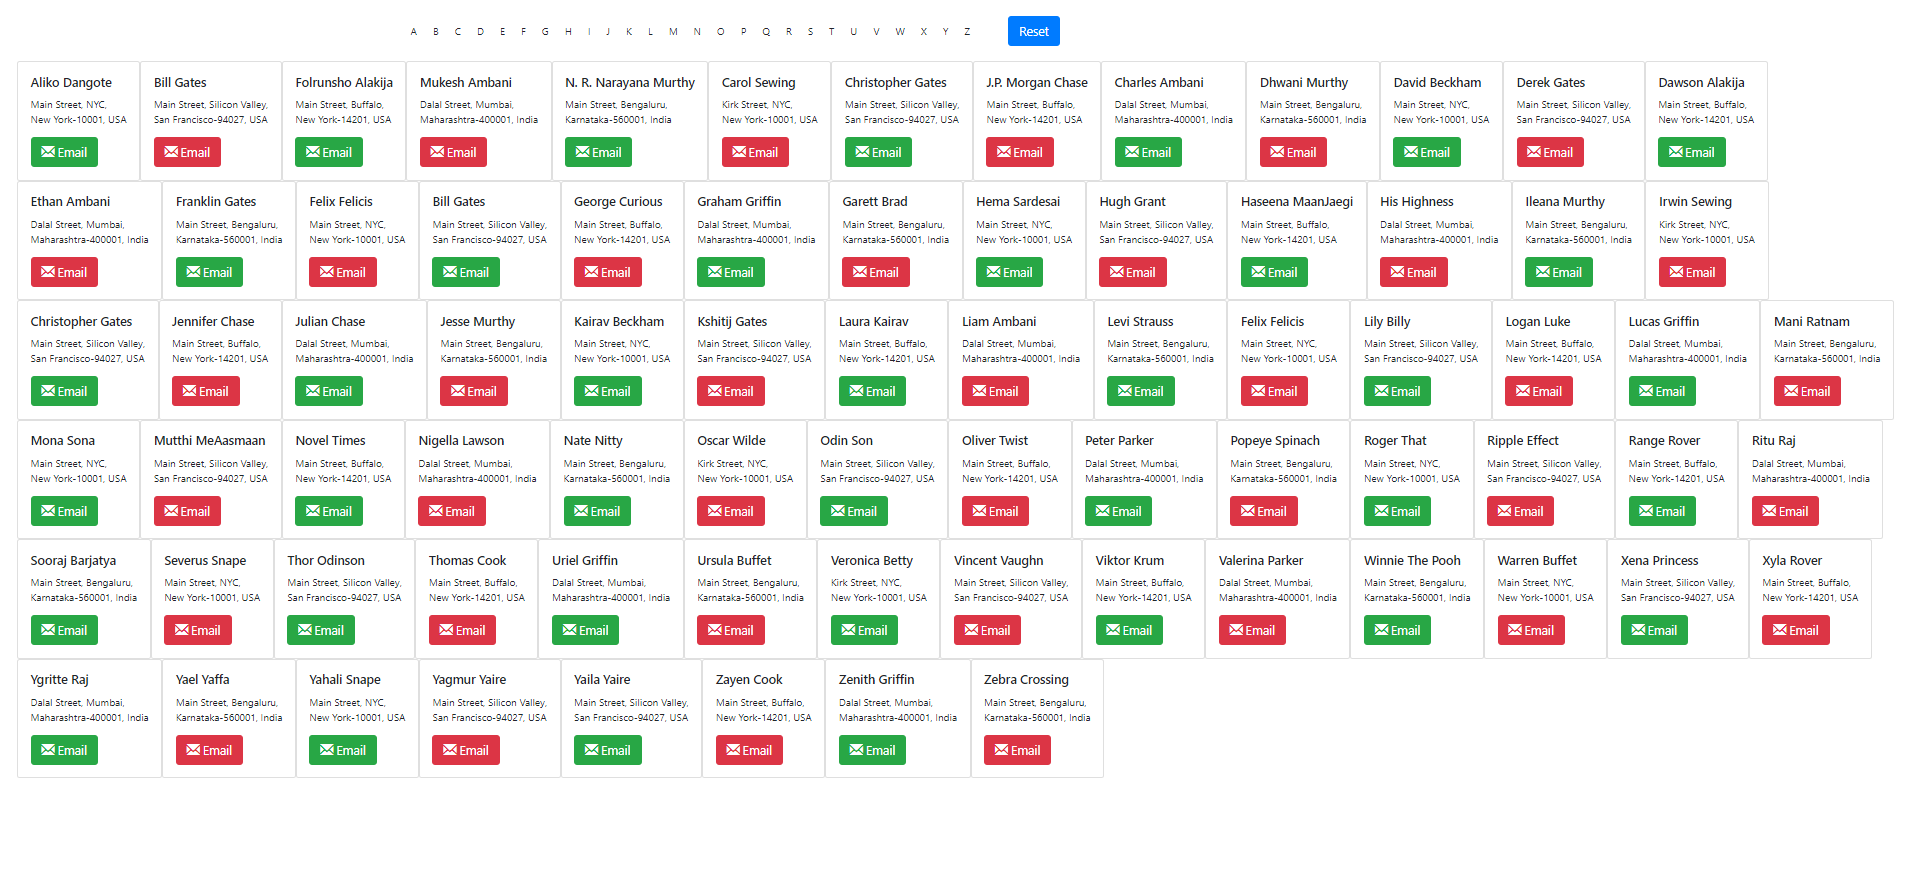 A B C D E F G H I J K L M N O P Q R S T U V W X Y Z Reset
Aliko Dangote
Main Street, NYC,
New York-10001, USA
Email
Bill Gates
Main Street, Silicon Valley,
San Francisco-94027, USA
Email
Folrunsho Alakija
Main Street, Buffalo,
New York-14201, USA
Email
Mukesh Ambani
Dalal Street, Mumbai,
Maharashtra-400001, India
Email
N. R. Narayana Murthy
Main Street, Bengaluru,
Karnataka-560001, India
Email
Carol Sewing
Kirk Street, NYC,
New York-10001, USA
Email
Christopher Gates
Main Street, Silicon Valley,
San Francisco-94027, USA
Email
J.P. Morgan Chase
Main Street, Buffalo,
New York-14201, USA
Email
Charles Ambani
Dalal Street, Mumbai,
Maharashtra-400001, India
Email
Dhwani Murthy
Main Street, Bengaluru,
Karnataka-560001, India
Email
David Beckham
Main Street, NYC,
New York-10001, USA
Email
Derek Gates
Main Street, Silicon Valley,
San Francisco-94027, USA
Email
Dawson Alakija
Main Street, Buffalo,
New York-14201, USA
Email
Ethan Ambani
Dalal Street, Mumbai,
Maharashtra-400001, India
Email
Franklin Gates
Main Street, Bengaluru,
Karnataka-560001, India
Email
Felix Felicis
Main Street, NYC,
New York-10001, USA
Email
Bill Gates
Main Street, Silicon Valley,
San Francisco-94027, USA
Email
George Curious
Main Street, Buffalo,
New York-14201, USA
Email
Graham Griffin
Dalal Street, Mumbai,
Maharashtra-400001, India
Email
Garett Brad
Main Street, Bengaluru,
Karnataka-560001, India
Email
Hema Sardesai
Main Street, NYC,
New York-10001, USA
Email
Hugh Grant
Main Street, Silicon Valley,
San Francisco-94027, USA
Email
Haseena MaanJaegi
Main Street, Buffalo,
New York-14201, USA
Email
His Highness
Dalal Street, Mumbai,
Maharashtra-400001, India
Email
Ileana Murthy
Main Street, Bengaluru,
Karnataka-560001, India
Email
Irwin Sewing
Kirk Street, NYC,
New York-10001, USA
Email
Christopher Gates
Main Street, Silicon Valley,
San Francisco-94027, USA
Email
Jennifer Chase
Main Street, Buffalo,
New York-14201, USA
Email
Julian Chase
Dalal Street, Mumbai,
Maharashtra-400001, India
Email
Jesse Murthy
Main Street, Bengaluru,
Karnataka-560001, India
Email
Kairav Beckham
Main Street, NYC,
New York-10001, USA
Email
Kshitij Gates
Main Street, Silicon Valley,
San Francisco-94027, USA
Email
Laura Kairav
Main Street, Buffalo,
New York-14201, USA
Email
Liam Ambani
Dalal Street, Mumbai,
Maharashtra-400001, India
Email
Levi Strauss
Main Street, Bengaluru,
Karnataka-560001, India
Email
Felix Felicis
Main Street, NYC,
New York-10001, USA
Email
Lily Billy
Main Street, Silicon Valley,
San Francisco-94027, USA
Email
Logan Luke
Main Street, Buffalo,
New York-14201, USA
Email
Lucas Griffin
Dalal Street, Mumbai,
Maharashtra-400001, India
Email
Mani Ratnam
Main Street, Bengaluru,
Karnataka-560001, India
Email
Mona Sona
Main Street, NYC,
New York-10001, USA
Email
Mutthi MeAasmaan
Main Street, Silicon Valley,
San Francisco-94027, USA
Email
Novel Times
Main Street, Buffalo,
New York-14201, USA
Email
Nigella Lawson
Dalal Street, Mumbai,
Maharashtra-400001, India
Email
Nate Nitty
Main Street, Bengaluru,
Karnataka-560001, India
Email
Oscar Wilde
Kirk Street, NYC,
New York-10001, USA
Email
Odin Son
Main Street, Silicon Valley,
San Francisco-94027, USA
Email
Oliver Twist
Main Street, Buffalo,
New York-14201, USA
Email
Peter Parker
Dalal Street, Mumbai,
Maharashtra-400001, India
Email
Popeye Spinach
Main Street, Bengaluru,
Karnataka-560001, India
Email
Roger That
Main Street, NYC,
New York-10001, USA
Email
Ripple Effect
Main Street, Silicon Valley,
San Francisco-94027, USA
Email
Range Rover
Main Street, Buffalo,
New York-14201, USA
Email
Ritu Raj
Dalal Street, Mumbai,
Maharashtra-400001, India
Email
Sooraj Barjatya
Main Street, Bengaluru,
Karnataka-560001, India
Email
Severus Snape
Main Street, NYC,
New York-10001, USA
Email
Thor Odinson
Main Street, Silicon Valley,
San Francisco-94027, USA
Email
Thomas Cook
Main Street, Buffalo,
New York-14201, USA
Email
Uriel Griffin
Dalal Street, Mumbai,
Maharashtra-400001, India
Email
Ursula Buffet
Main Street, Bengaluru,
Karnataka-560001, India
Email
Veronica Betty
Kirk Street, NYC,
New York-10001, USA
Email
Vincent Vaughn
Main Street, Silicon Valley,
San Francisco-94027, USA
Email
Viktor Krum
Main Street, Buffalo,
New York-14201, USA
Email
Valerina Parker
Dalal Street, Mumbai,
Maharashtra-400001, India
Email
Winnie The Pooh
Main Street, Bengaluru,
Karnataka-560001, India
Email
Warren Buffet
Main Street, NYC,
New York-10001, USA
Email
Xena Princess
Main Street, Silicon Valley,
San Francisco-94027, USA
Email
Xyla Rover
Main Street, Buffalo,
New York-14201, USA
Email
Ygritte Raj
Dalal Street, Mumbai,
Maharashtra-400001, India
Email
Yael Yaffa
Main Street, Bengaluru,
Karnataka-560001, India
Email
Yahali Snape
Main Street, NYC,
New York-10001, USA
Email
Yagmur Yaire
Main Street, Silicon Valley,
San Francisco-94027, USA
Email
Yaila Yaire
Main Street, Silicon Valley,
San Francisco-94027, USA
Email
Zayen Cook
Main Street, Buffalo,
New York-14201, USA
Email
Zenith Griffin
Dalal Street, Mumbai,
Maharashtra-400001, India
Email
Zebra Crossing
Main Street, Bengaluru,
Karnataka-560001, India
Email